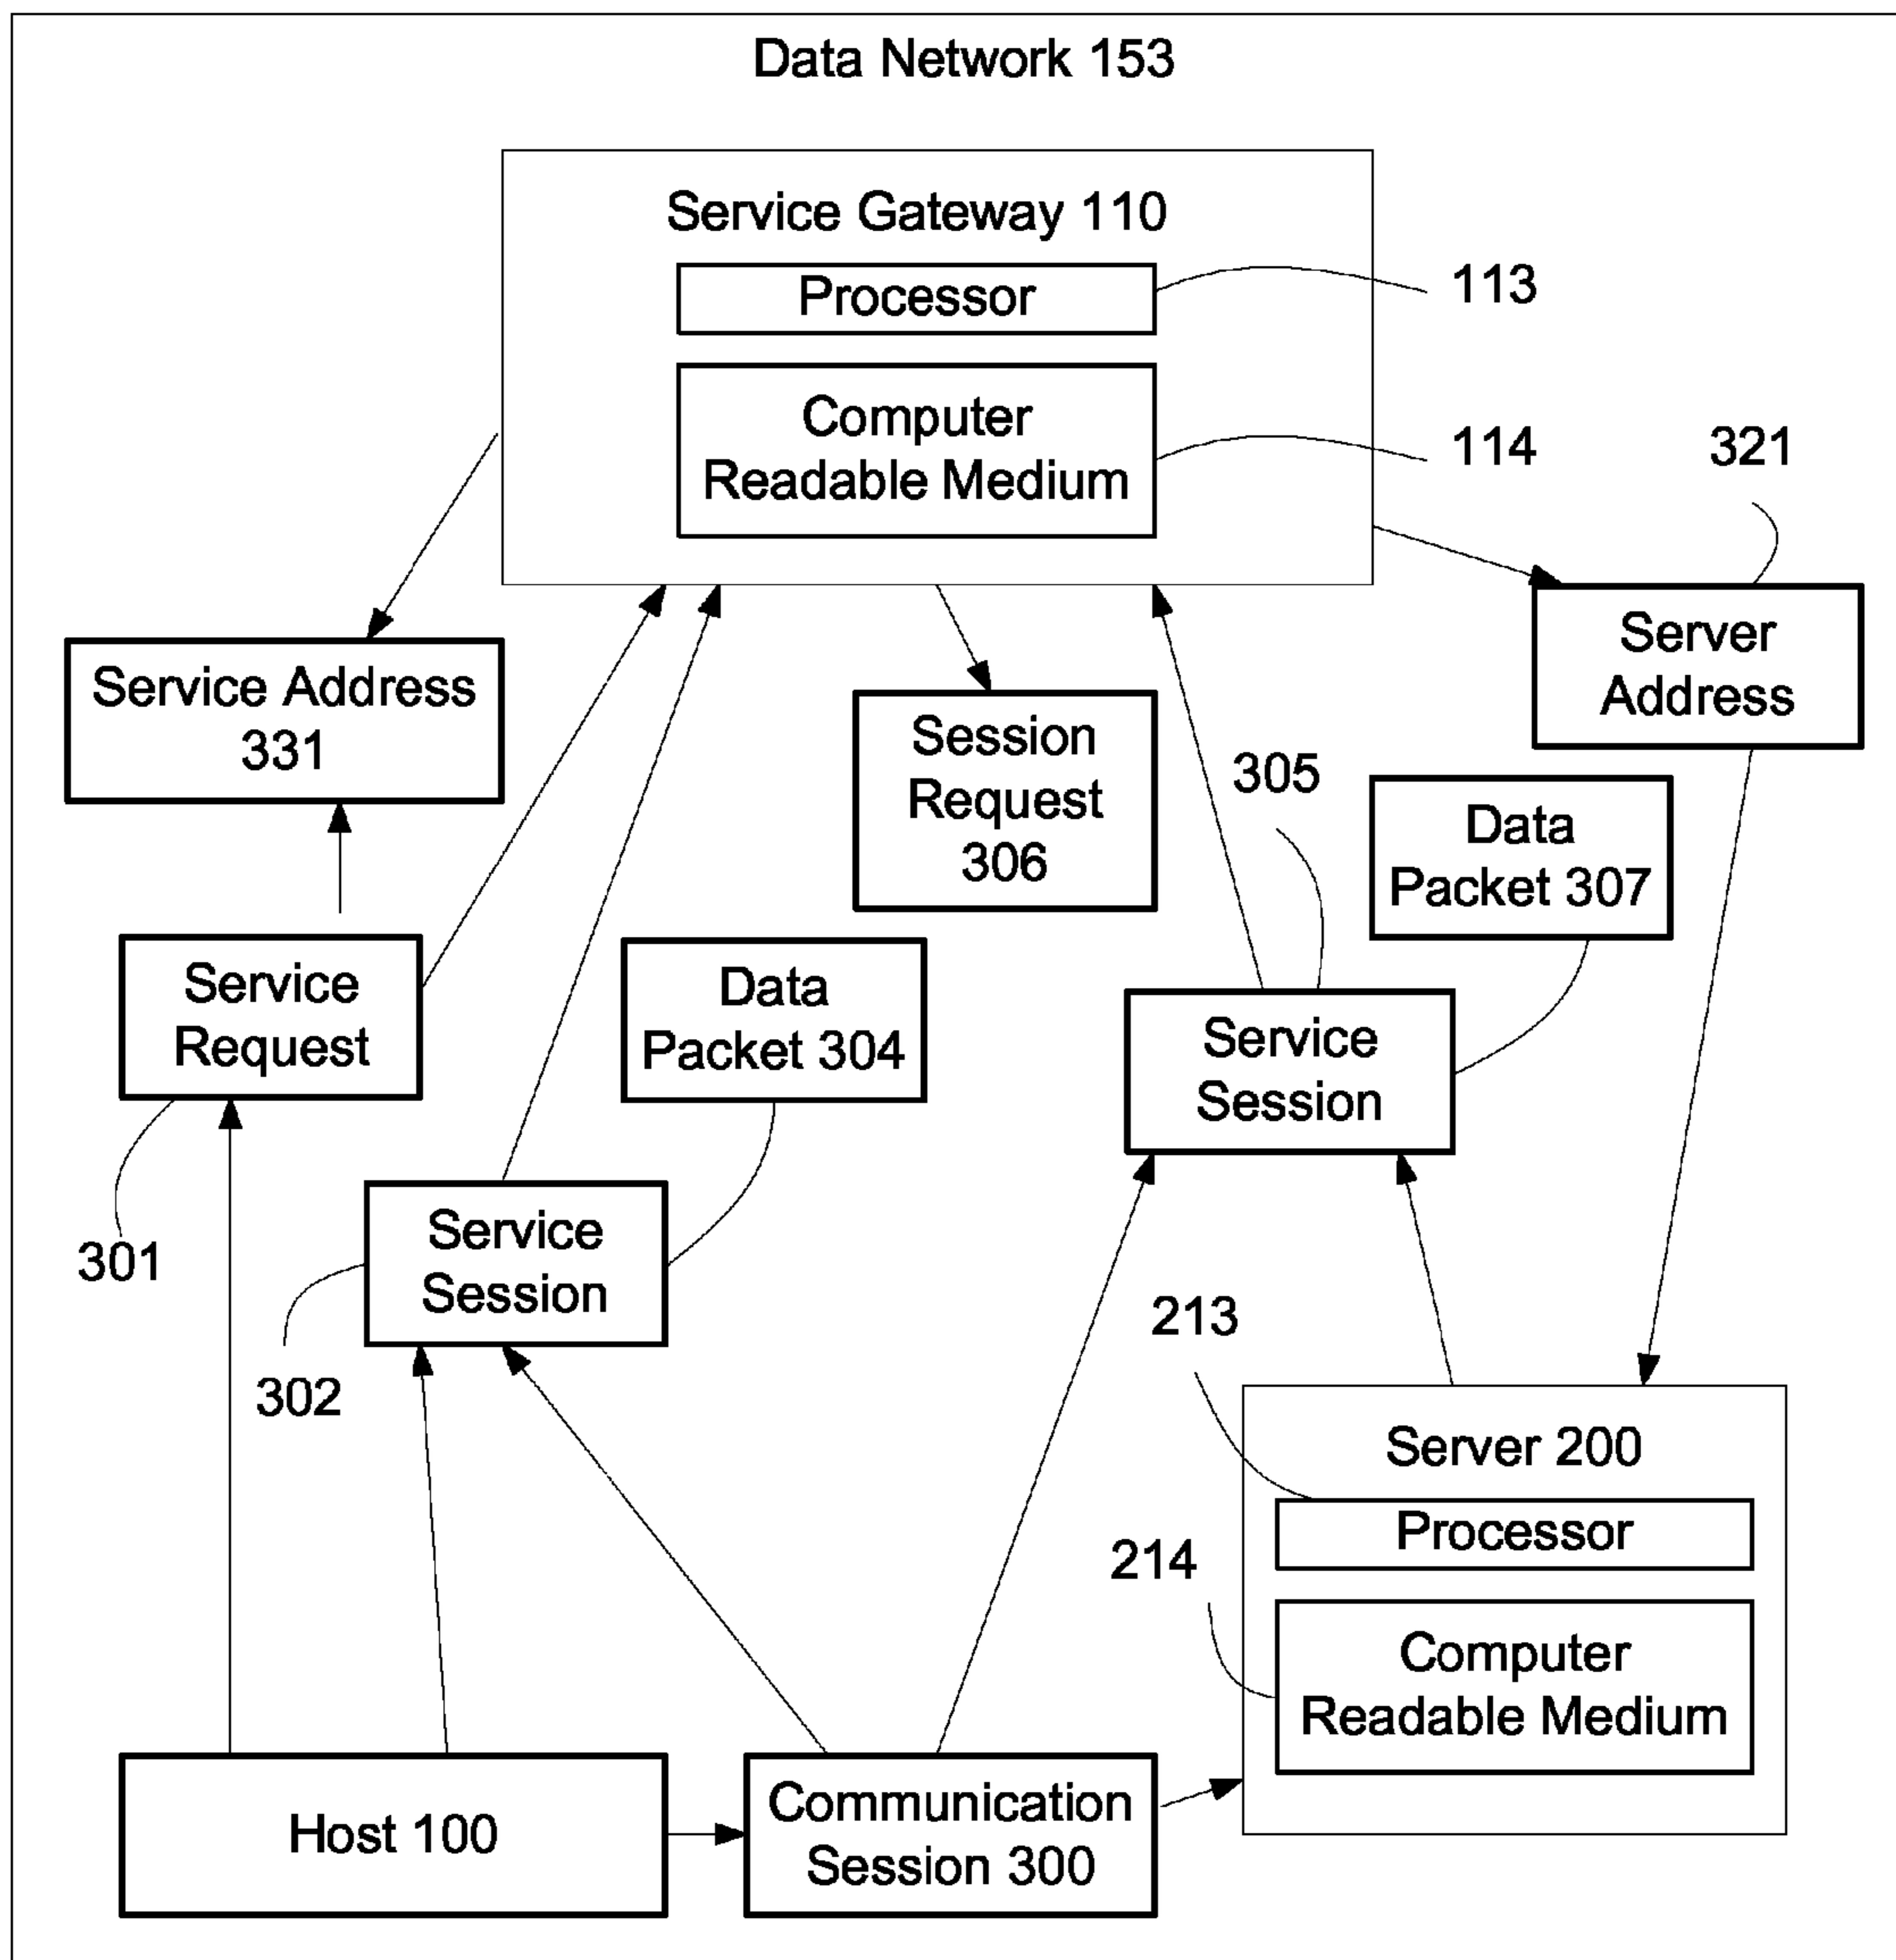 Data Network 153
Service Gateway 110
Processor
113
Computer
Readable Medium
114
321
Server
Address
Service Address
331
Session
Request
306
305
Data
Packet 307
Service
Request
Data
Packet 304
Service
Session
301
Service
Session
302
213
Server 200
Processor
214
Computer
Readable Medium
Host 100
Communication
Session 300